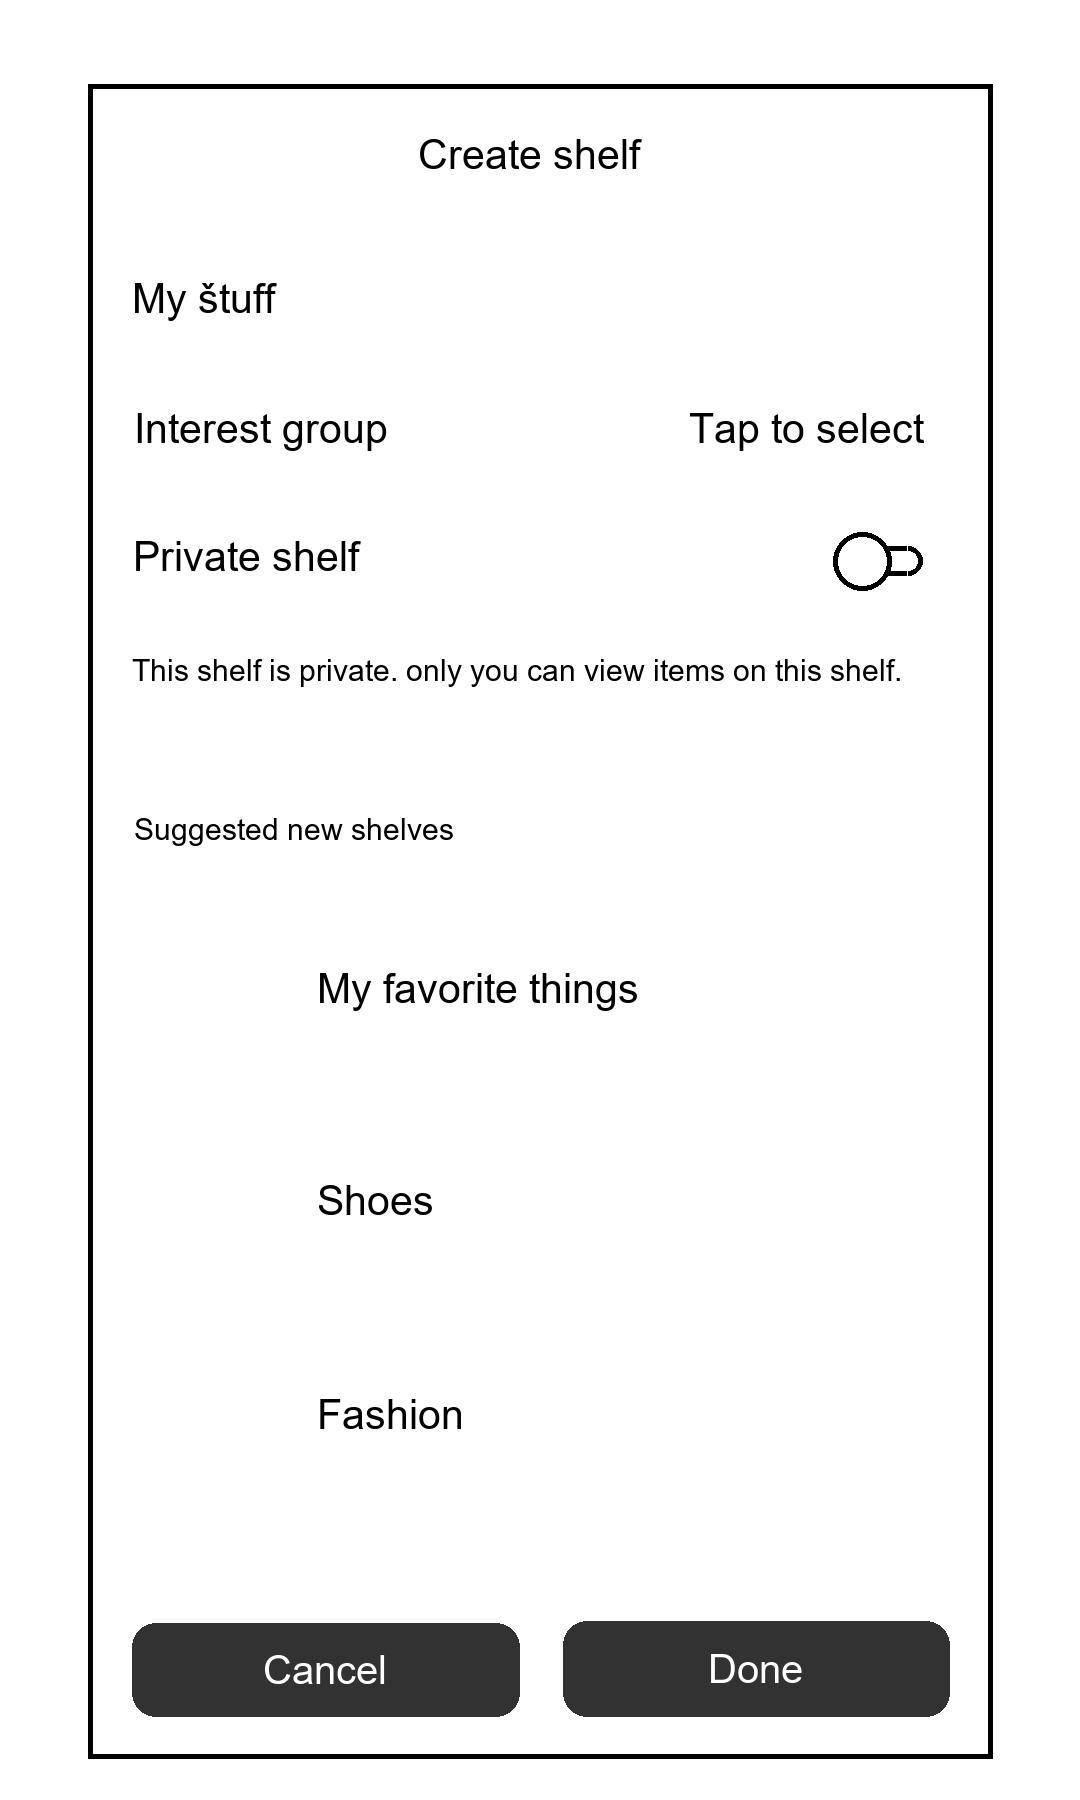 Create shelf
My štuff
Interest group Tap to select
Private shelf
This shelf is private. only you can view items on this shelf.
Suggested new shelves
My favorite things
Shoes
Fashion
Cancel Done